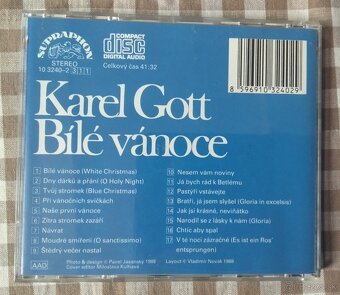 SUPRAPHON
STEREO
10 3240-2 311
COMPACT
disc
DIGITAL AUDIO
Celkový čas 41:32
8 596910 324029
Karel Gott
Bílé vánoce
1 Bílé vánoce (White Christmas)
2 Dny dárků a přání (O Holy Night)
3 Tvůj stromek (Blue Christmas)
4 Při vánočních svíčkách
5 Naše první vánoce
6 Zítra stromek zazáří
7 Návrat
8 Moudré smíření (O sanctissimo)
9 Štědrý večer nastal
10 Nesem vám noviny
11 Já bych rád k Betlému
12 Pastýři vstávejte
13 Bratři, já jsem slyšel (Gloria in excelsis)
14 Jak jsi krásné, neviňátko
15 Narodil se z lásky k nám (Gloria)
16 Chtíc aby spal
17 V té noci zázračné (Es ist ein Ros'
entsprungen)
AAD
Photo & design © Pavel Jasanský 1988
Cover editor Miloslava Kulhavá
Layout © Vladimír Novák 1988